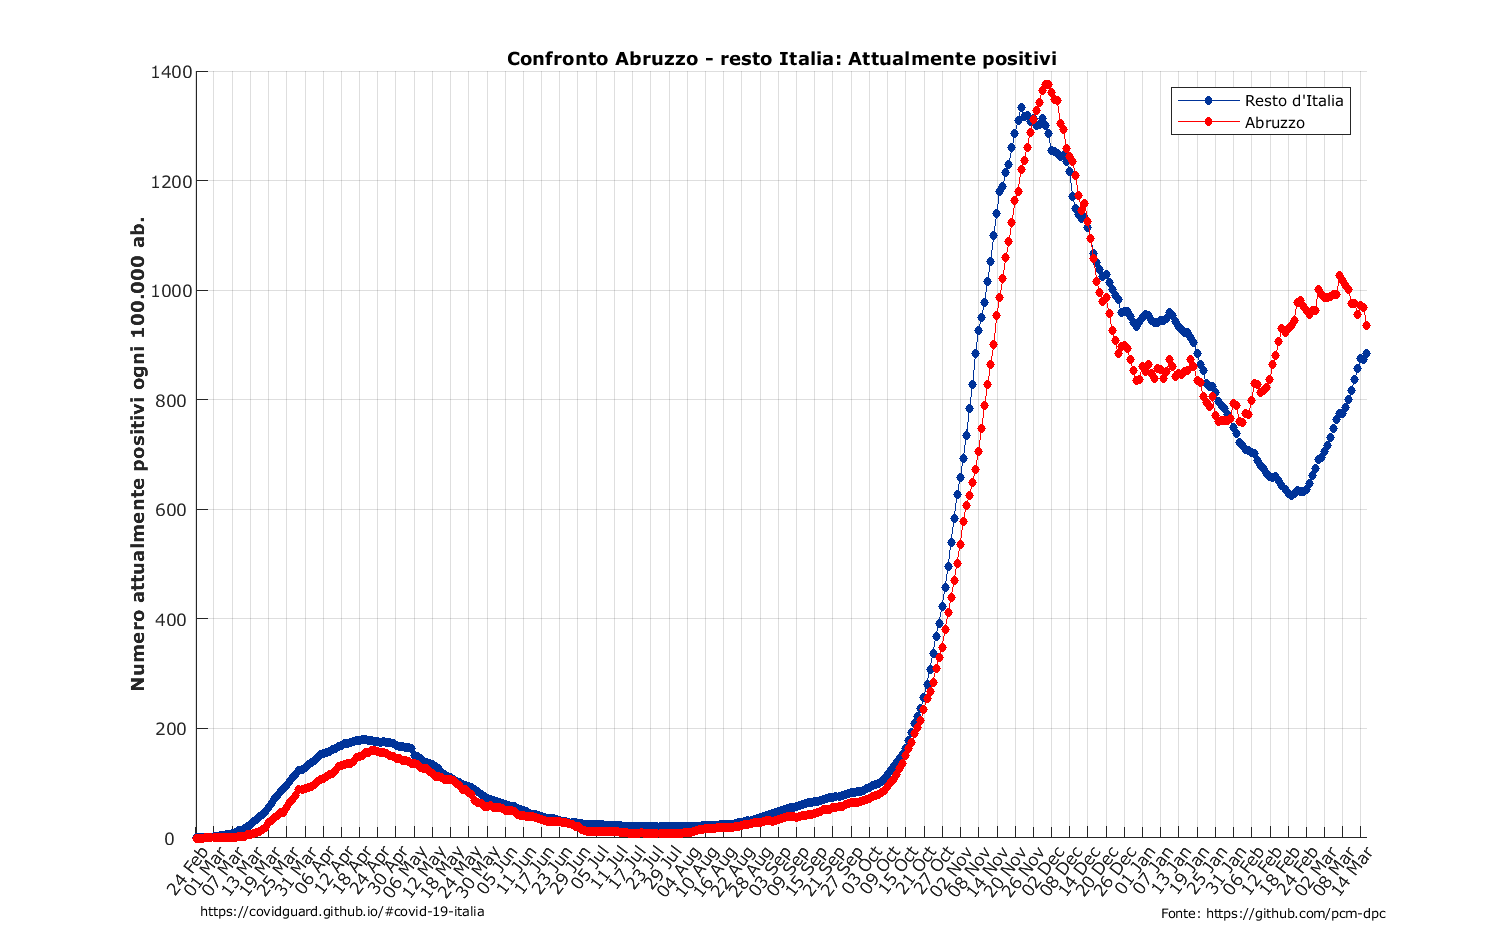 Confronto Abruzzo - resto Italia: Attualmente positivi
Numero attualmente positivi ogni 10.000 ab.
1400
1200
1000
800
600
400
200
0
Resto d'Italia
Abruzzo
24 Feb
01 Mar
07 Mar
13 Mar
19 Mar
25 Mar
31 Mar
06 Apr
12 Apr
18 Apr
24 Apr
30 Apr
06 May
12 May
18 May
24 May
30 May
05 Jun
11 Jun
17 Jun
23 Jun
29 Jun
05 Jul
11 Jul
17 Jul
23 Jul
29 Jul
04 Aug
10 Aug
16 Aug
22 Aug
28 Aug
03 Sep
09 Sep
15 Sep
21 Sep
27 Sep
03 Oct
09 Oct
15 Oct
21 Oct
27 Oct
02 Nov
08 Nov
14 Nov
20 Nov
26 Nov
02 Dec
08 Dec
14 Dec
20 Dec
26 Dec
01 Jan
07 Jan
13 Jan
19 Jan
25 Jan
31 Jan
06 Feb
12 Feb
18 Feb
24 Feb
02 Mar
08 Mar
14 Mar
https://covidguard.github.io/#covid-19-italia
Fonte: https://github.com/pcm-dpc